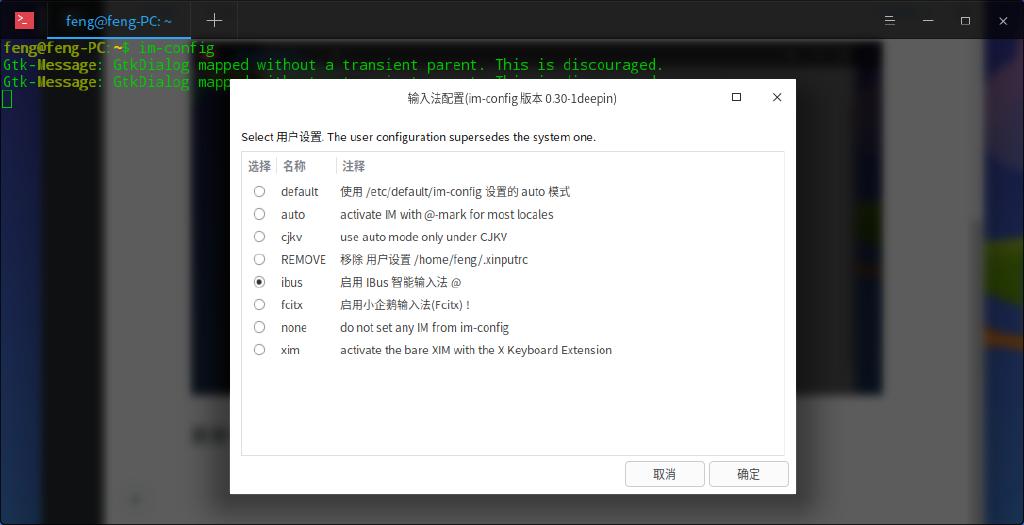 feng@feng-PC: ~
feng@feng-PC:~$ im-config
Gtk-Message: GtkDialog mapped without a transient parent. This is discouraged.
Gtk-Message: GtkDialog
输入法配置(im-config 版本 0.30-1deepin)
Select 用户设置. The user configuration supersedes the system one.
选择 名称 注释
default 使用 /etc/default/im-config 设置的 auto 模式
auto activate IM with @-mark for most locales
cjkv use auto mode only under CJKV
REMOVE 移除 用户设置 /home/feng/.xinputrc
ibus 启用 IBus 智能输入法 @
fcitx 启用小企鹅输入法(Fcitx) !
none do not set any IM from im-config
xim activate the bare XIM with the X Keyboard Extension
取消 确定